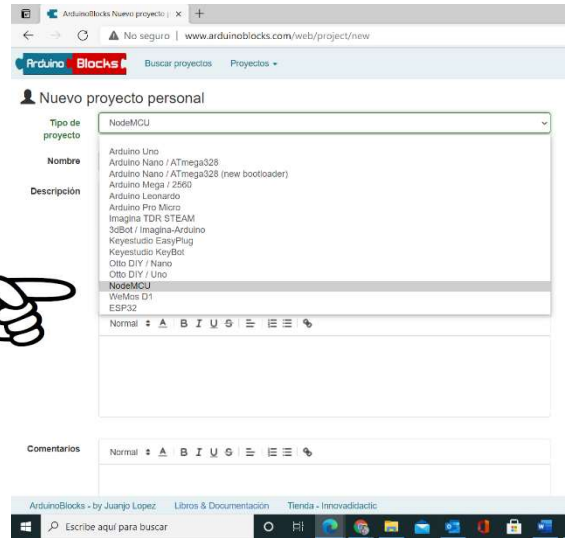 ArduinoBlocks Nuevo proyecto
No seguro | www.arduinoblocks.com/web/project/new
Arduino Blocks
Buscar proyectos Proyectos
Nuevo proyecto personal
Tipo de proyecto
NodeMCU
Arduino Uno
Nombre
Arduino Nano / ATmega328
Arduino Nano / ATmega328 (new bootloader)
Arduino Mega / 2560
Descripción
Arduino Leonardo
Arduino Pro Micro
Imagina TDR STEAM
3dBot / Imagina-Arduino
Keyestudio EasyPlug
Keyestudio KeyBot
Otto DIY / Nano
Otto DIY / Uno
NodeMCU
WeMos D1
ESP32
Normal A B I U S
Comentarios
Normal A B I U S
ArduinoBlocks - by Juanjo Lopez Libros & Documentación Tienda - Innovadidactic
Escribe aquí para buscar